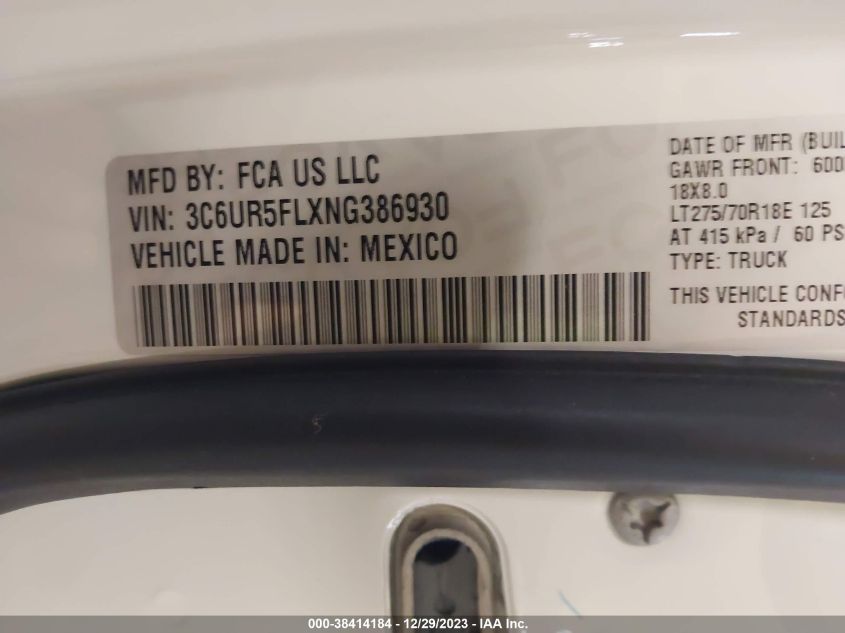 MFD BY: FCA US LLC
VIN: 3C6UR5FLXNG386930
VEHICLE MADE IN: MEXICO
DATE OF MFR (BUIL
GAWR FRONT: 600
18X8.0
LT275/70R18E 125
AT 415 kPa / 60 PS
TYPE: TRUCK
THIS VEHICLE CONF
STANDARDS
000-38414184 - 12/29/2023 - IAA Inc.